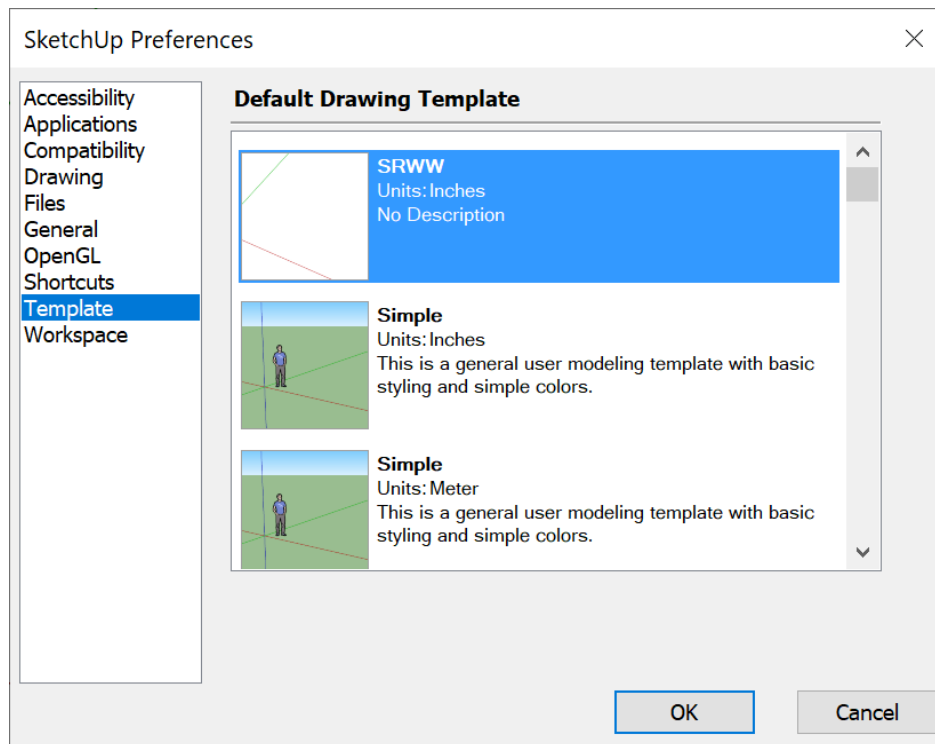 SketchUp Preferences
Accessibility
Applications
Compatibility
Drawing
Files
General
OpenGL
Shortcuts
Template
Workspace
Default Drawing Template
SRWW
Units: Inches
No Description
Simple
Units: Inches
This is a general user modeling template with basic
styling and simple colors.
Simple
Units: Meter
This is a general user modeling template with basic
styling and simple colors.
OK
Cancel